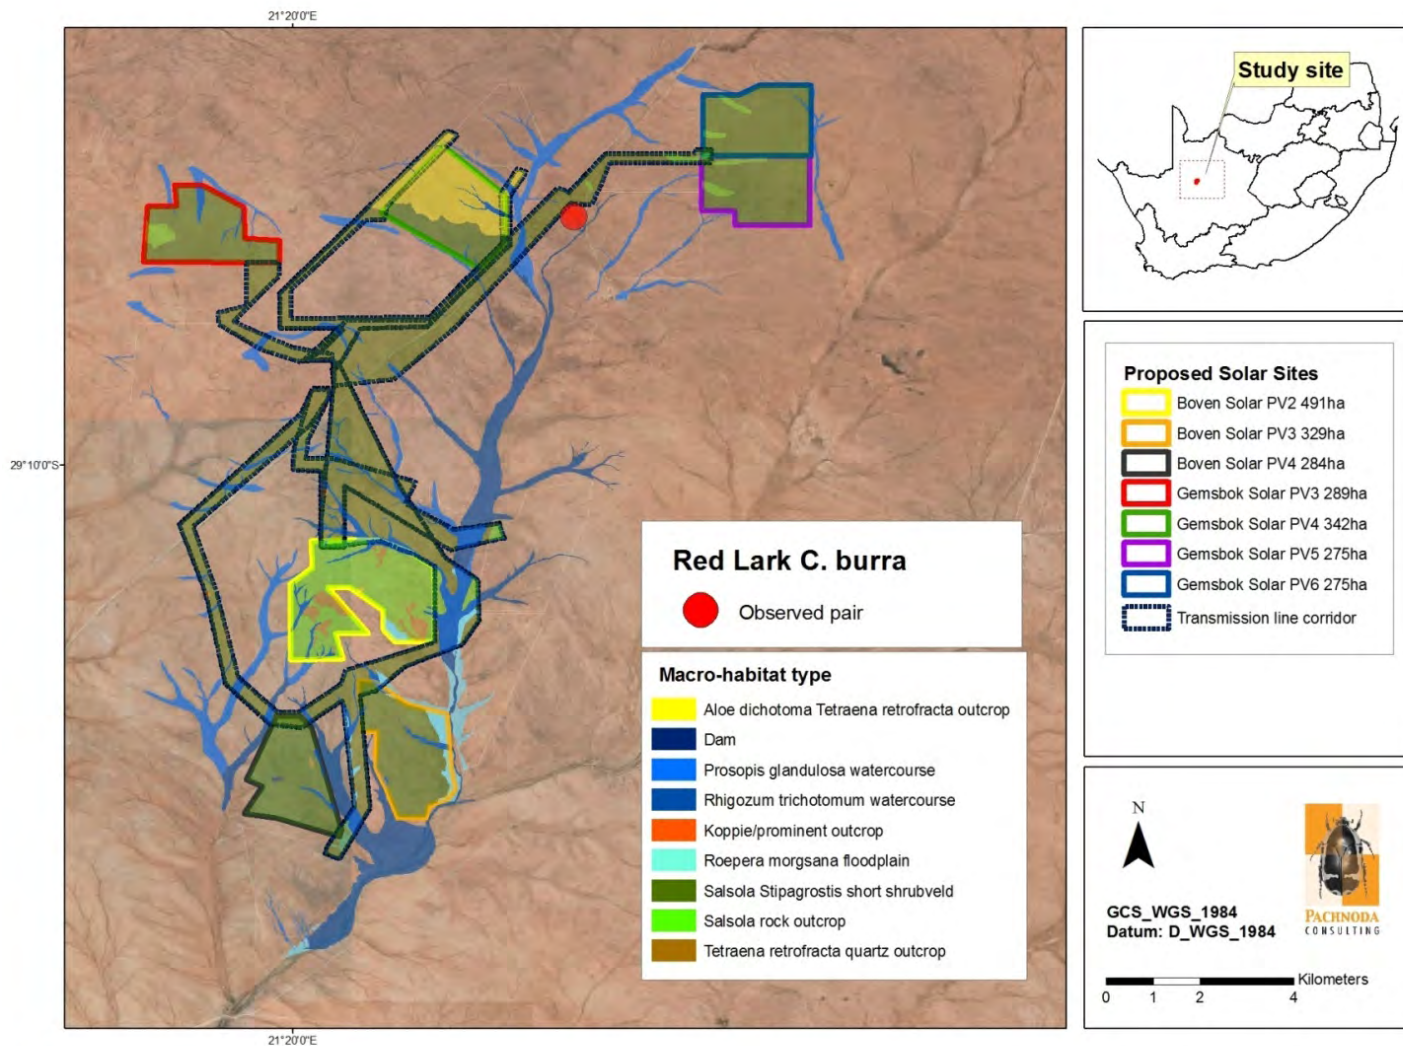 21°20'0"E
Study site
29°10'0"S
Proposed Solar Sites
Boven Solar PV2 491ha
Boven Solar PV3 329ha
Boven Solar PV4 284ha
Gemsbok Solar PV3 289ha
Gemsbok Solar PV4 342ha
Gemsbok Solar PV5 275ha
Gemsbok Solar PV6 275ha
Transmission line corridor
Red Lark C. burra
Observed pair
Macro-habitat type
Aloe dichotoma Tetraena retrofracta outcrop
Dam
Prosopis glandulosa watercourse
Rhigozum trichotomum watercourse
Koppie/prominent outcrop
Roepera morgsana floodplain
Salsola Stipagrostis short shrubveld
Salsola rock outcrop
Tetraena retrofracta quartz outcrop
N
GCS_WGS_1984
Datum: D_WGS_1984
PACHNODA
CONSULTING
Kilometers
0 1 2 4
21°20'0"E